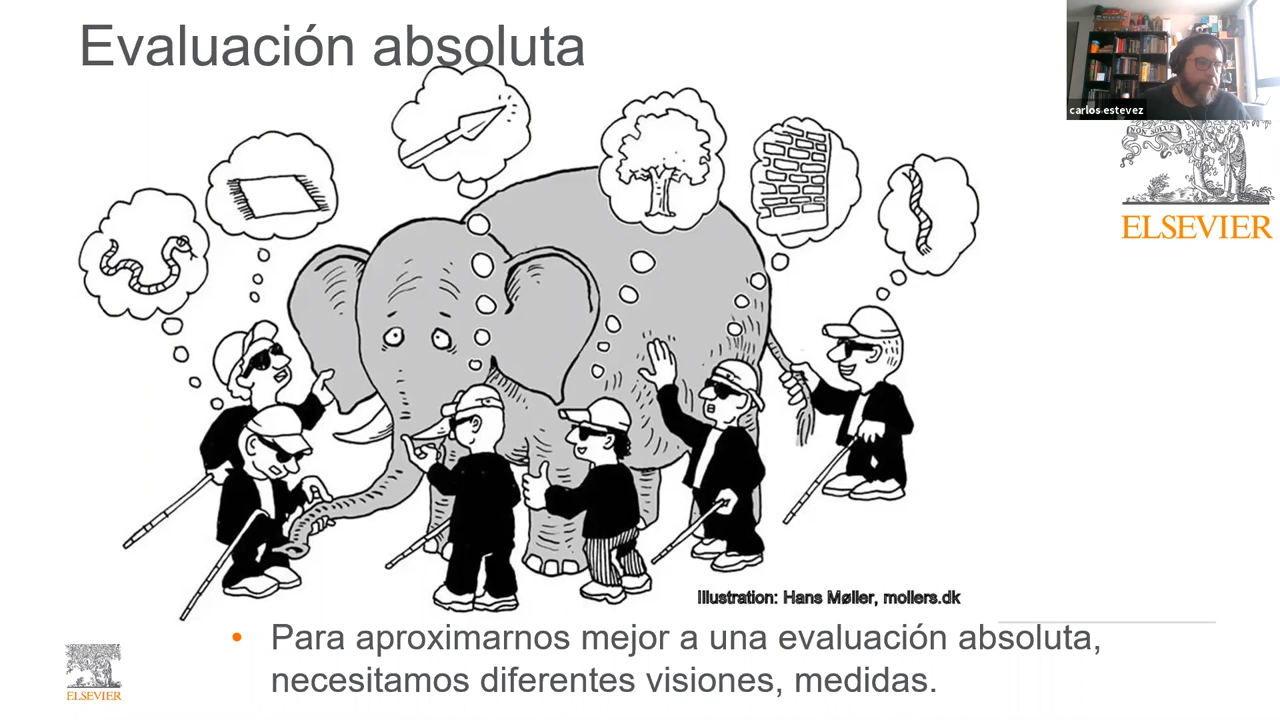 Evaluación absoluta
carlos estevez
NON SOLUS
ELSEVIER
Illustration: Hans Møller, mollers.dk
Para aproximarnos mejor a una evaluación absoluta,
necesitamos diferentes visiones, medidas.
ELSEVIER